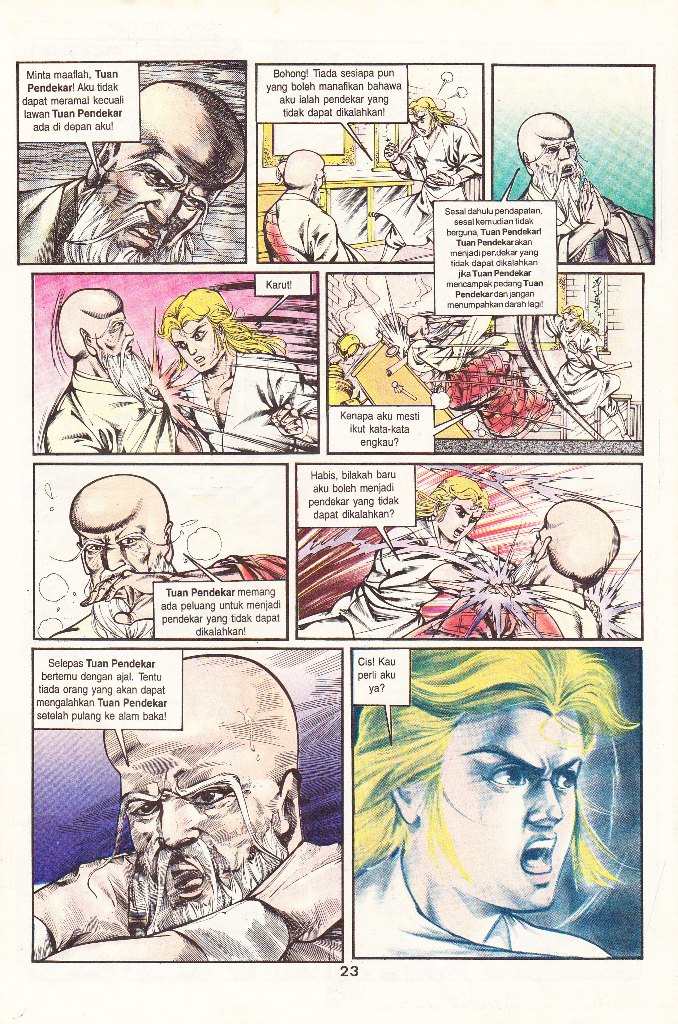 Minta maaflah, Tuan
Pendekar! Aku tidak
dapat meramal kecuali
lawan Tuan Pendekar
ada di depan aku!
Bohong! Tiada sesiapa pun
yang boleh manafikan bahawa
aku ialah pendekar yang
tidak dapat dikalahkan!
Sesal dahulu pendapatan,
sesal kemudian tidak
berguna, Tuan Pendekar!
Tuan Pendekar akan
menjadi pendekar yang
tidak dapat dikalahkan
jika Tuan Pendekar
mencampak pedang Tuan
Pendekar dan jangan
menumpahkan darah lagi!
Karut!
Kenapa aku mesti
ikut kata-kata
engkau?
Tuan Pendekar memang
ada peluang untuk menjadi
pendekar yang tidak dapat
dikalahkan!
Habis, bilakah baru
aku boleh menjadi
pendekar yang tidak
dapat dikalahkan?
Selepas Tuan Pendekar
bertemu dengan ajal. Tentu
tiada orang yang akan dapat
mengalahkan Tuan Pendekar
setelah pulang ke alam baka!
Cis! Kau
perli aku
ya?
23